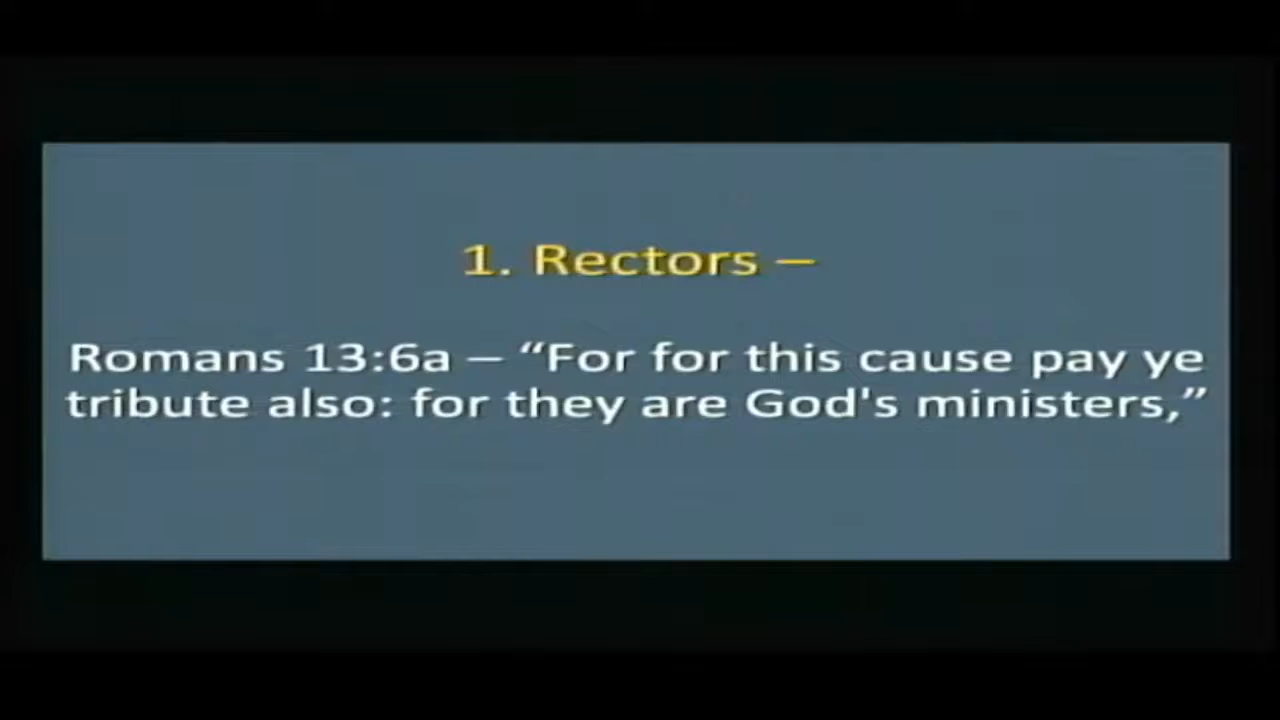 1. Rectors –
Romans 13:6a – “For for this cause pay ye
tribute also: for they are God's ministers,”